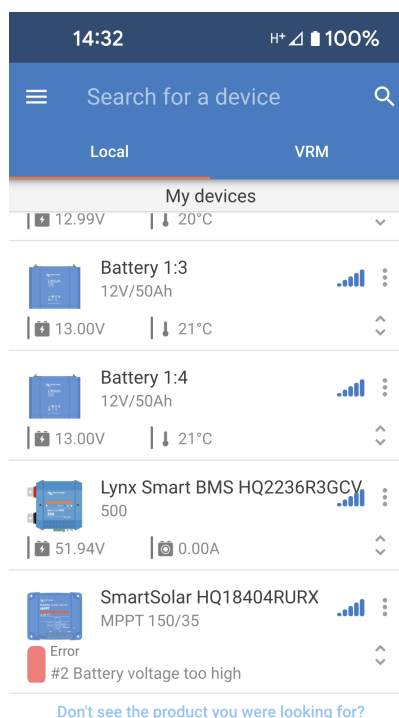 14:32
H+ 100%
Search for a device
Local VRM
My devices
12.99V 20°C
Battery 1:3
12V/50Ah
13.00V 21°C
Battery 1:4
12V/50Ah
13.00V 21°C
Lynx Smart BMS HQ2236R3GCV
500
51.94V 0.00A
SmartSolar HQ18404RURX
MPPT 150/35
Error
#2 Battery voltage too high
Don't see the product you were looking for?